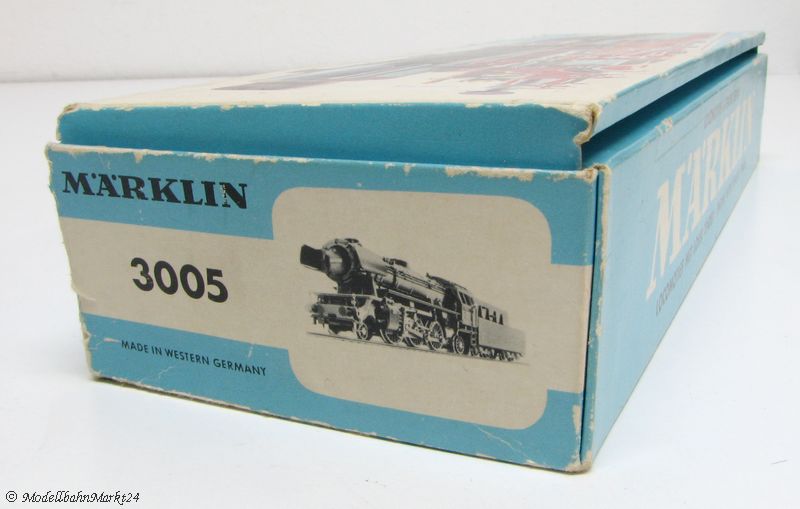 MÄRKLIN
3005
MADE IN WESTERN GERMANY
MÄRKLIN
© ModellbahnMarkt24